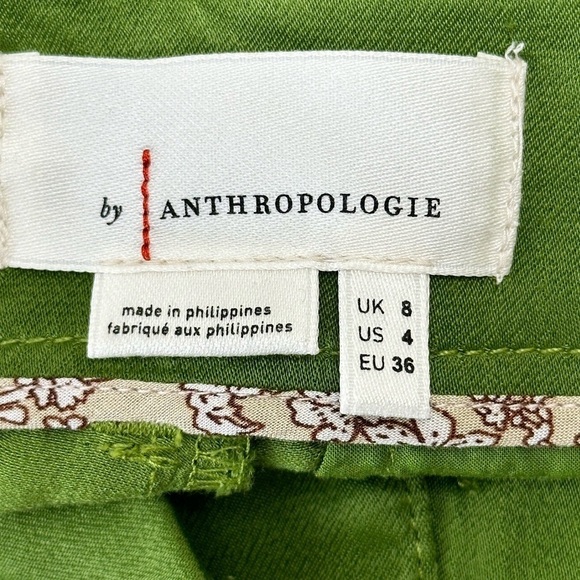 by ANTHROPOLOGIE
made in philippines
fabriqué aux philippines
UK 8
US 4
EU 36